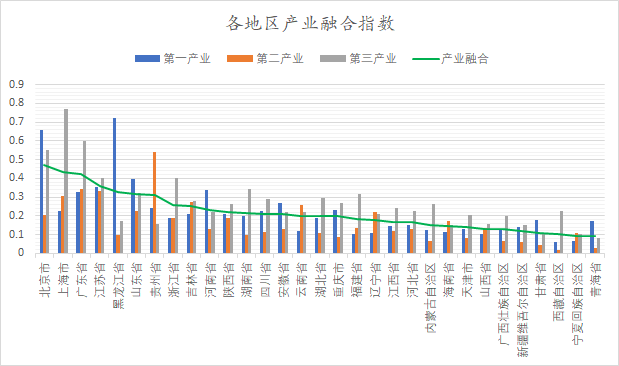 各地区产业融合指数
第一产业 第二产业 第三产业 产业融合
0.9
0.8
0.7
0.6
0.5
0.4
0.3
0.2
0.1
0
北京市
上海市
广东省
江苏省
黑龙江省
山东省
贵州省
浙江省
吉林省
河南省
陕西省
湖南省
四川省
安徽省
云南省
湖北省
重庆市
福建省
辽宁省
江西省
河北省
内蒙古自治区
海南省
天津市
山西省
广西壮族自治区
新疆维吾尔自治区
甘肃省
西藏自治区
宁夏回族自治区
青海省